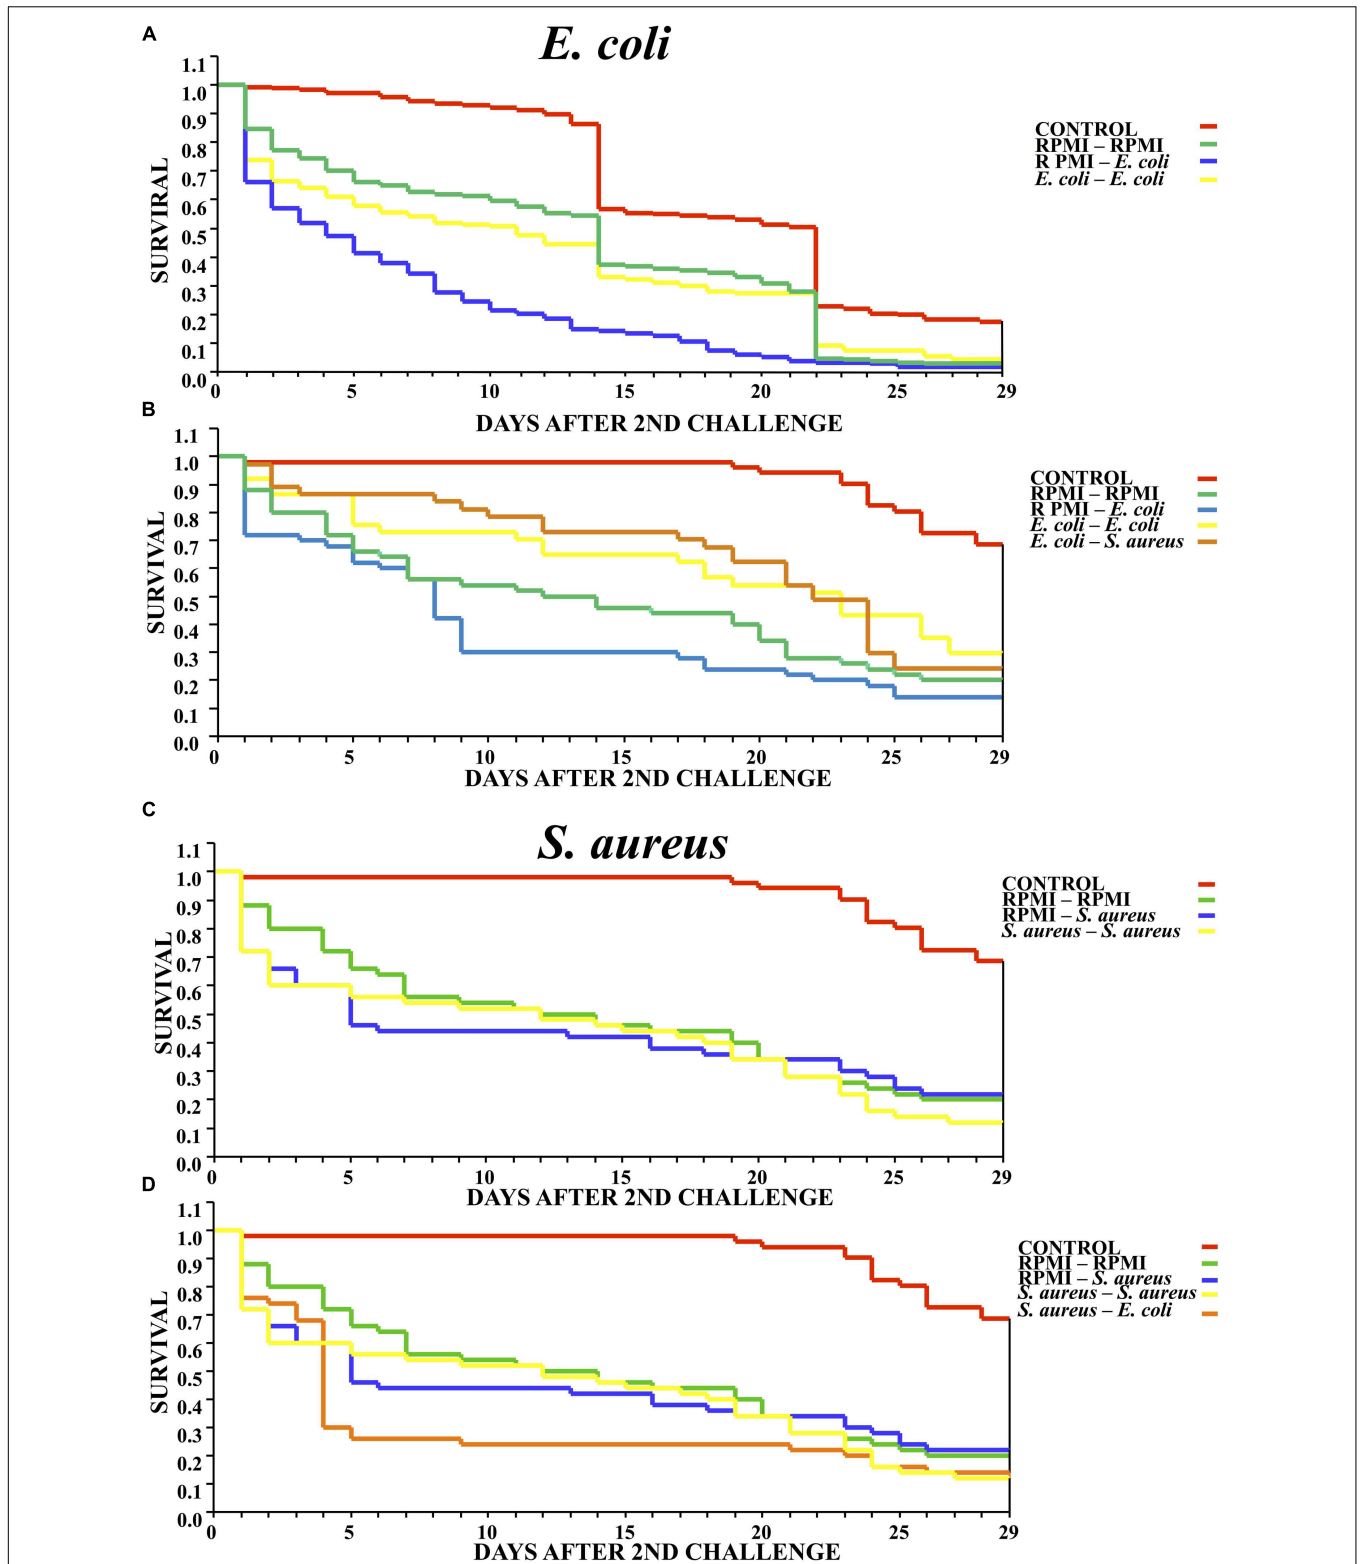 A
E. coli
1.1
1.0
0.9
0.8
0.7
0.6
0.5
0.4
0.3
0.2
0.1
0.0
SURVIRAL
0 5 10 15 20 25 29
DAYS AFTER 2ND CHALLENGE
CONTROL
RPMI – RPMI
R PMI – E. coli
E. coli – E. coli
B
1.1
1.0
0.9
0.8
0.7
0.6
0.5
0.4
0.3
0.2
0.1
0.0
SURVIVAL
0 5 10 15 20 25 29
DAYS AFTER 2ND CHALLENGE
CONTROL
RPMI – RPMI
R PMI – E. coli
E. coli – E. coli
E. coli – S. aureus
C
S. aureus
1.1
1.0
0.9
0.8
0.7
0.6
0.5
0.4
0.3
0.2
0.1
0.0
SURVIVAL
0 5 10 15 20 25 29
DAYS AFTER 2ND CHALLENGE
CONTROL
RPMI – RPMI
RPMI – S. aureus
S. aureus – S. aureus
D
1.1
1.0
0.9
0.8
0.7
0.6
0.5
0.4
0.3
0.2
0.1
0.0
SURVIVAL
0 5 10 15 20 25 29
DAYS AFTER 2ND CHALLENGE
CONTROL
RPMI – RPMI
RPMI – S. aureus
S. aureus – S. aureus
S. aureus – E. coli